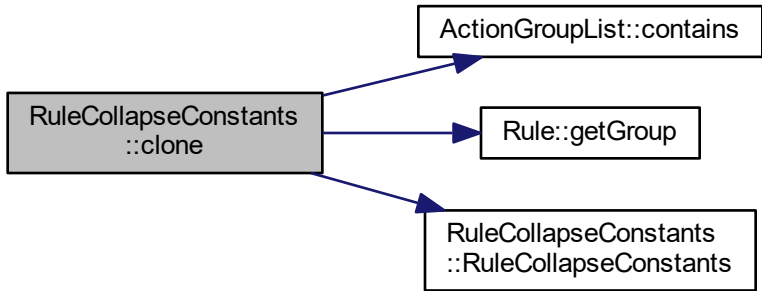 RuleCollapseConstants
::clone
ActionGroupList::contains
Rule::getGroup
RuleCollapseConstants
::RuleCollapseConstants